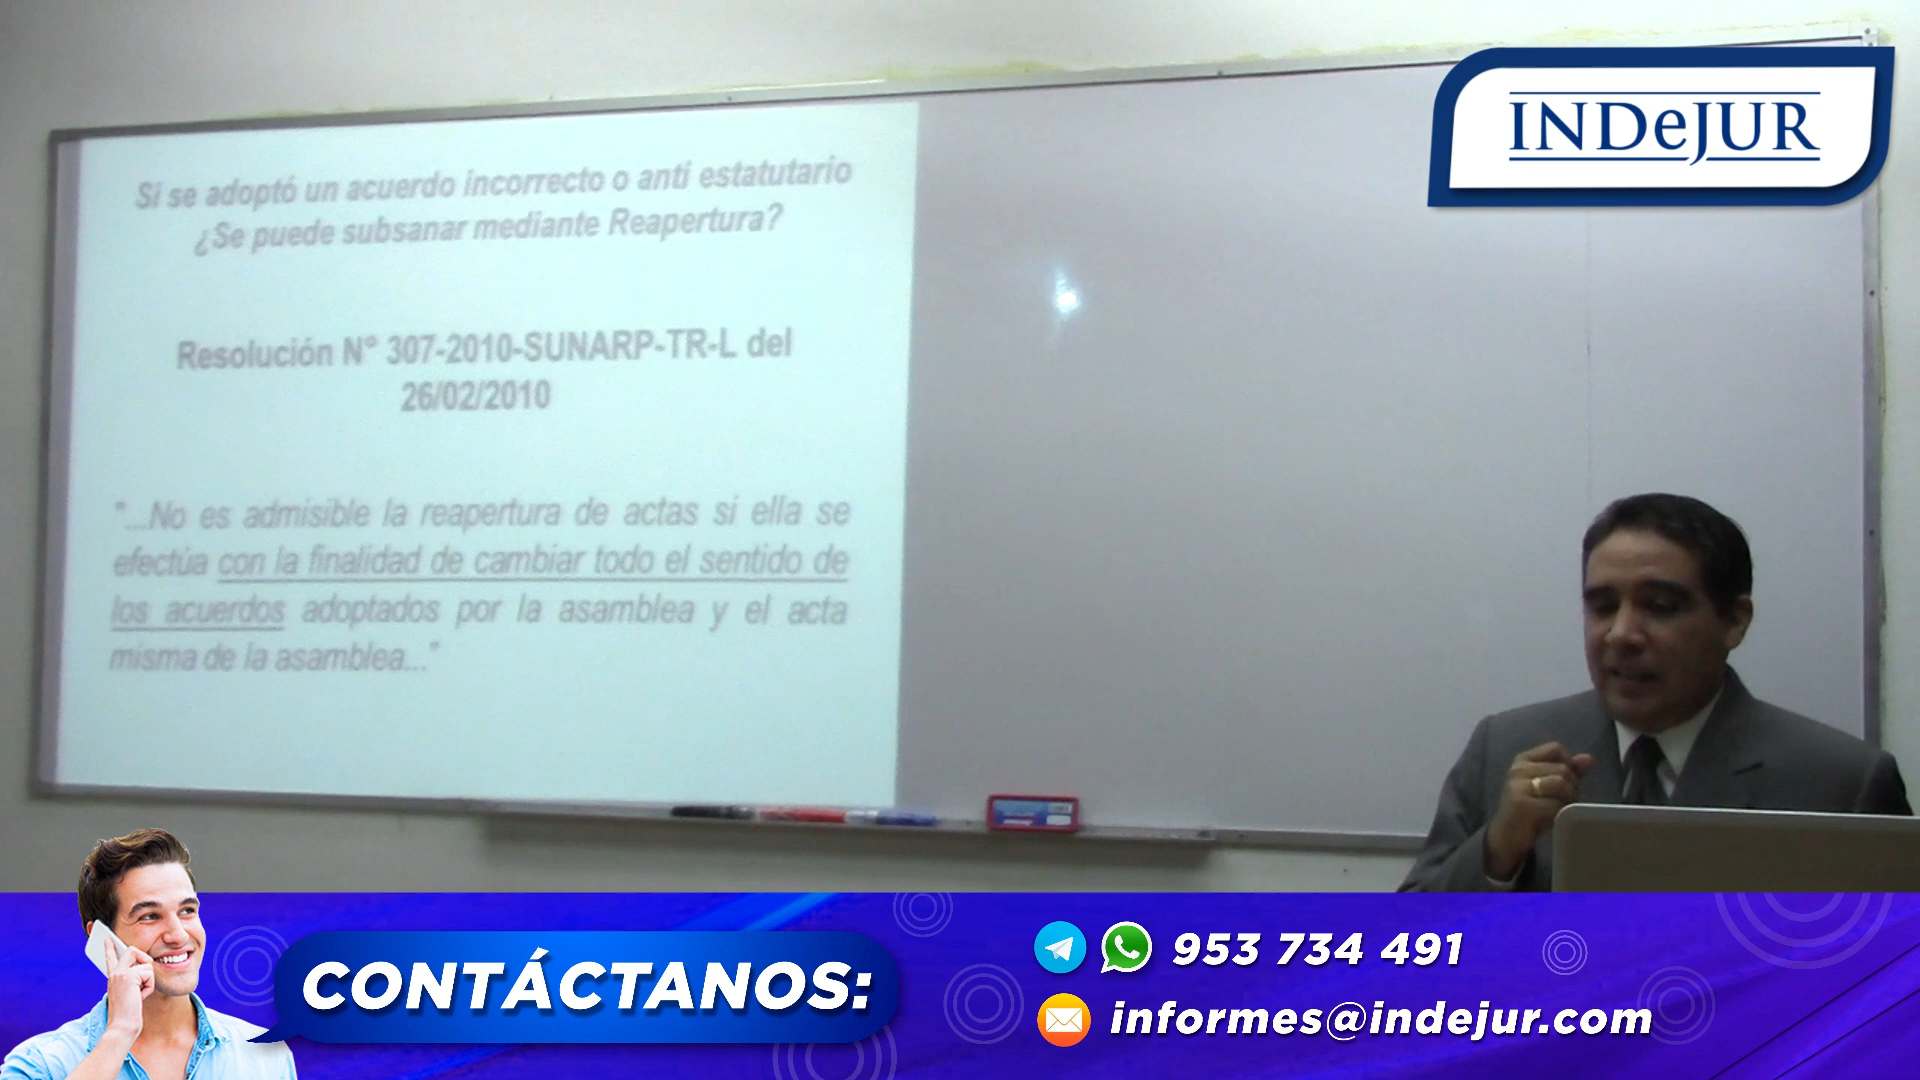 INDeJUR
Si se adoptó un acuerdo incorrecto o anti estatutario
¿Se puede subsanar mediante Reapertura?
Resolución N° 307-2010-SUNARP-TR-L del
26/02/2010
"...No es admisible la reapertura de actas si ella se
efectúa con la finalidad de cambiar todo el sentido de
los acuerdos adoptados por la asamblea y el acta
misma de la asamblea..."
CONTÁCTANOS:
953 734 491
informes@indejur.com